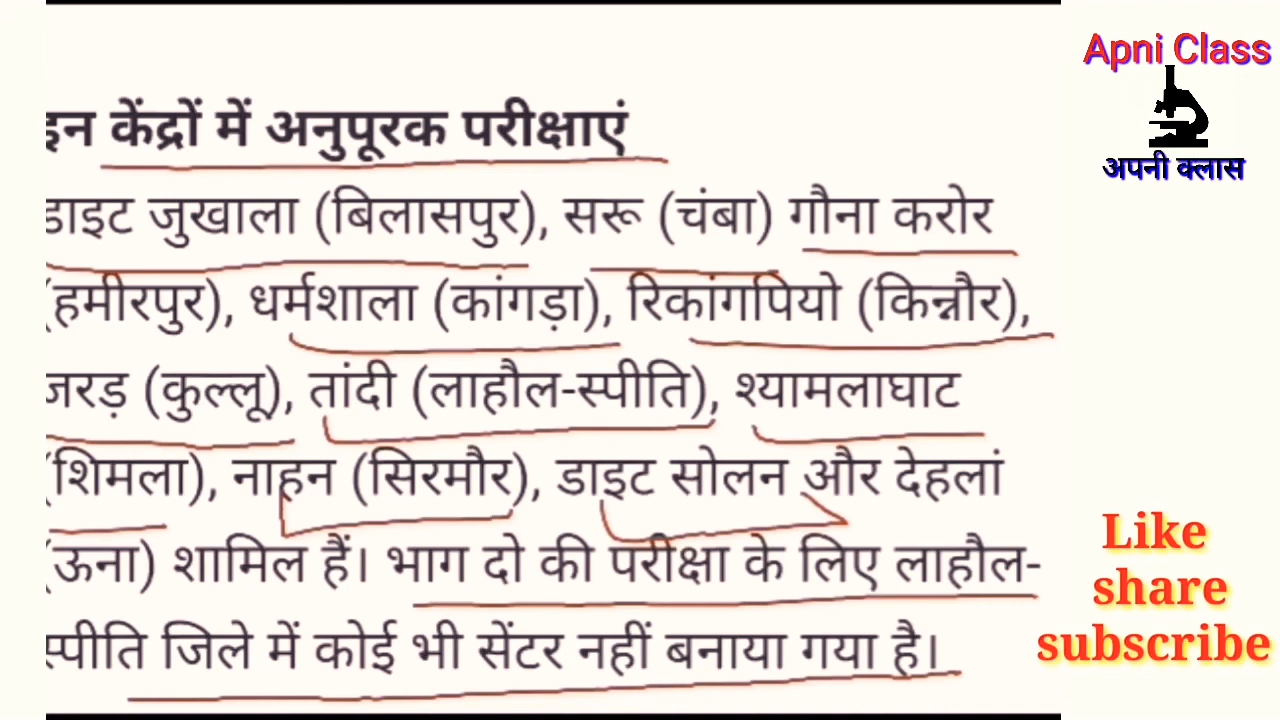 इन केंद्रों में अनुपूरक परीक्षाएं
डाइट जुखाला (बिलासपुर), सरू (चंबा) गौना करोर
(हमीरपुर), धर्मशाला (कांगड़ा), रिकांगपियो (किन्नौर),
जरड़ (कुल्लू), तांदी (लाहौल-स्पीति), श्यामलाघाट
(शिमला), नाहन (सिरमौर), डाइट सोलन और देहलां
(ऊना) शामिल हैं। भाग दो की परीक्षा के लिए लाहौल-
स्पीति जिले में कोई भी सेंटर नहीं बनाया गया है।
Apni Class
अपनी क्लास
Like
share
subscribe